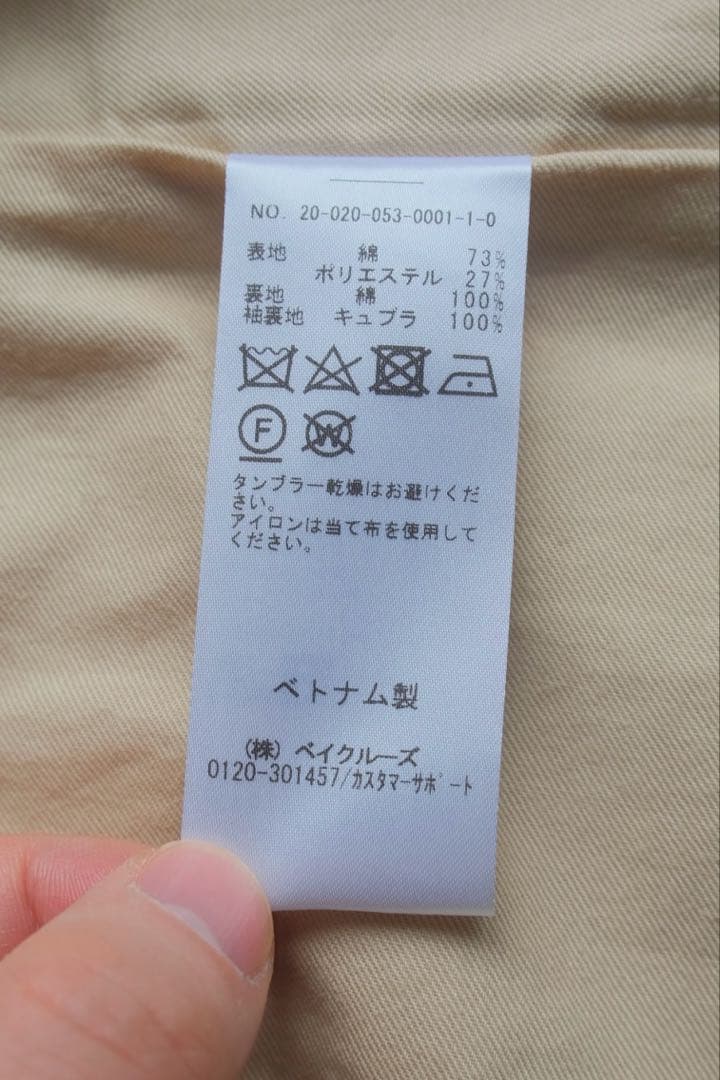 NO. 20-020-053-0001-1-0
表地 綿 73%
ポリエステル 27%
裏地 綿 100%
袖裏地 キュプラ 100%
F W
タンブラー乾燥はお避けくだ
さい。
アイロンは当て布を使用して
ください。
ベトナム製
(株) ベイクルーズ
0120-301457/カスタマーサポート